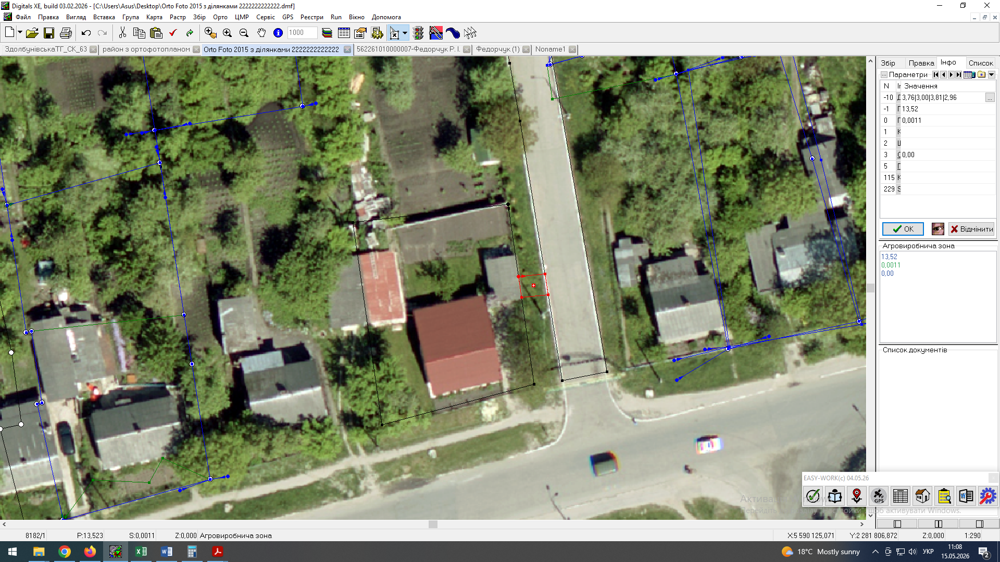 Digitals XE, build 03.02.2026 - [C:\Users\Asus\Desktop\Orto Foto 2015 з ділянками 2222222222222.dmf]
Файл Правка Вигляд Вставка Група Карта Растр Збір Орто ЦМР Сервіс GPS Реєстри Run Вікно Допомога
1000
ЗдолбунівськаТГ_СК_63 район з ортофотопланом Orto Foto 2015 з ділянками 2222222222222 562261010000007-Федорчук Р. І. Федорчук (1) Noname1
Збір Правка Інфо Список
Параметри
N. Значення
-10 3,76|3,00|3,81|2,96 ...
-1 13,52
0 0,0011
1 К
2 Ш
3 0,00
5
115 К
229 S
OK Відмінити
Агровиробнича зона
13,52
0,0011
0,00
Список документів
EASY-WORK(c) 04.05.26
GPS
щоб активувати Windows.
8182/1 P:13,523 S:0,0011 Z:0,000 Агровиробнича зона X:5 590 125,071 Y:2 281 806,872 Z:0,000 1:290
18°C Mostly sunny УКР 11:08
15.05.2026
2